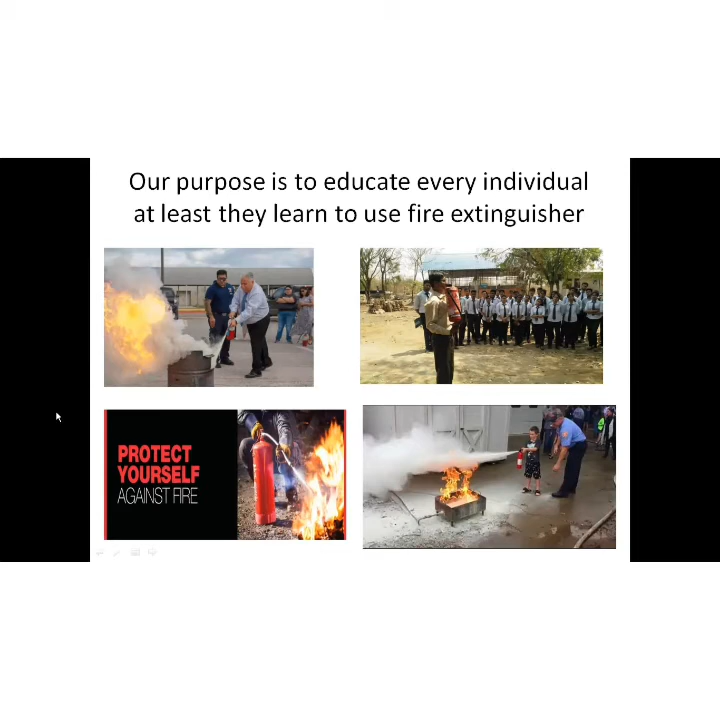 Our purpose is to educate every individual
at least they learn to use fire extinguisher
PROTECT
YOURSELF
AGAINST FIRE